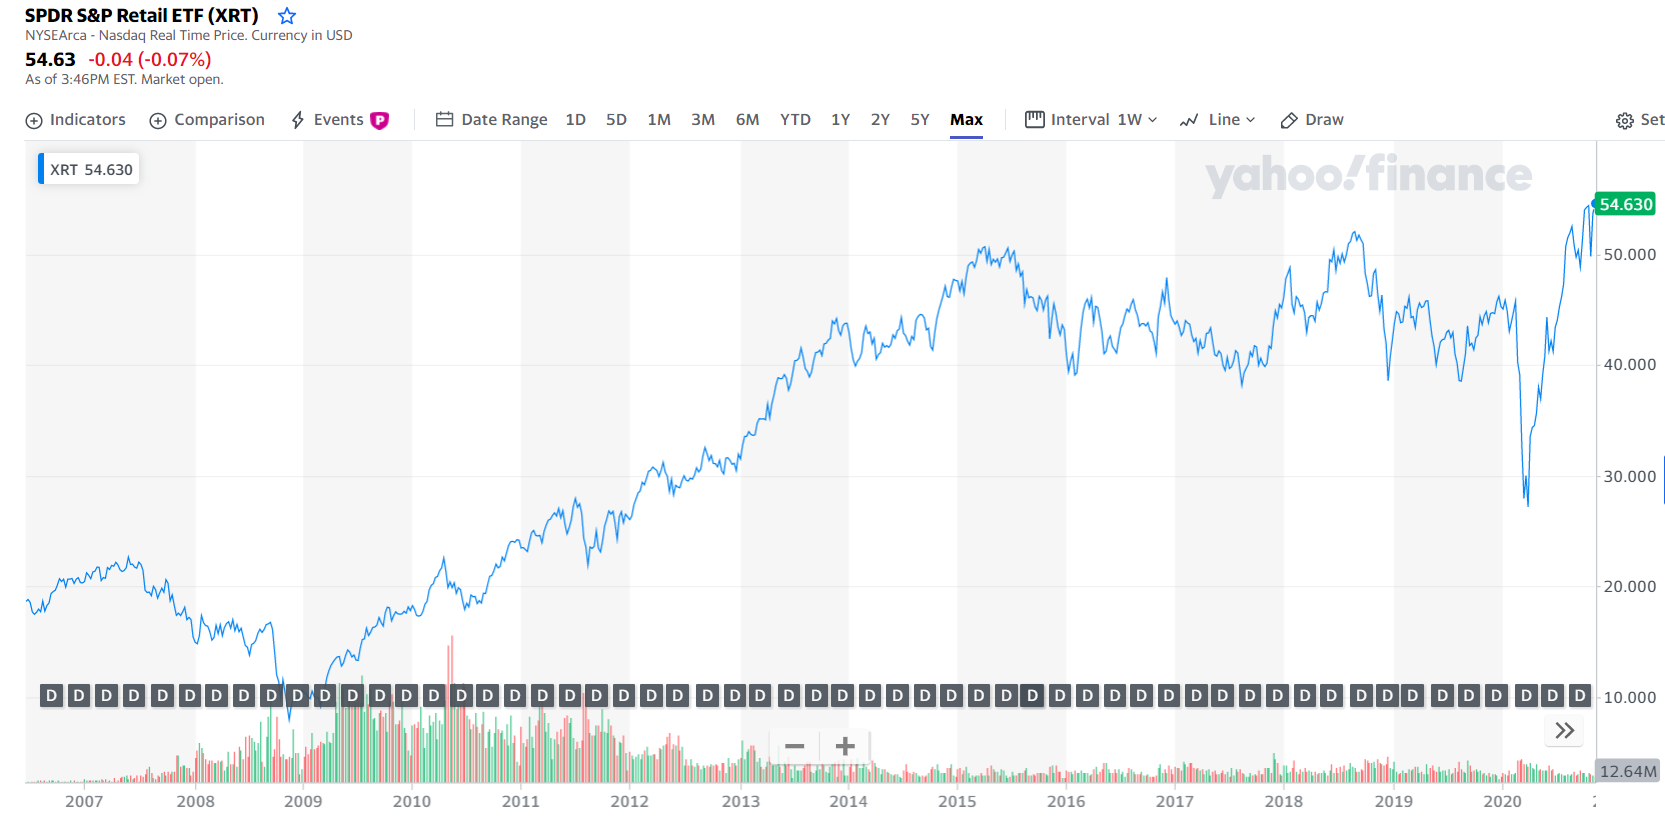 SPDR S&P Retail ETF (XRT)
NYSEArca - Nasdaq Real Time Price. Currency in USD
54.63 -0.04 (-0.07%)
As of 3:46PM EST. Market open.
Indicators Comparison Events P Date Range 1D 5D 1M 3M 6M YTD 1Y 2Y 5Y Max Interval 1W Line Draw Set
XRT 54.630
yahoo!finance
54.630
50.000
40.000
30.000
20.000
10.000
D D D D D D D D D D D D D D D D D D D D D D D D D D D D D D D D D D D D D D D D D D D D D D D D D D D D D D D D D
12.64M
2007 2008 2009 2010 2011 2012 2013 2014 2015 2016 2017 2018 2019 2020